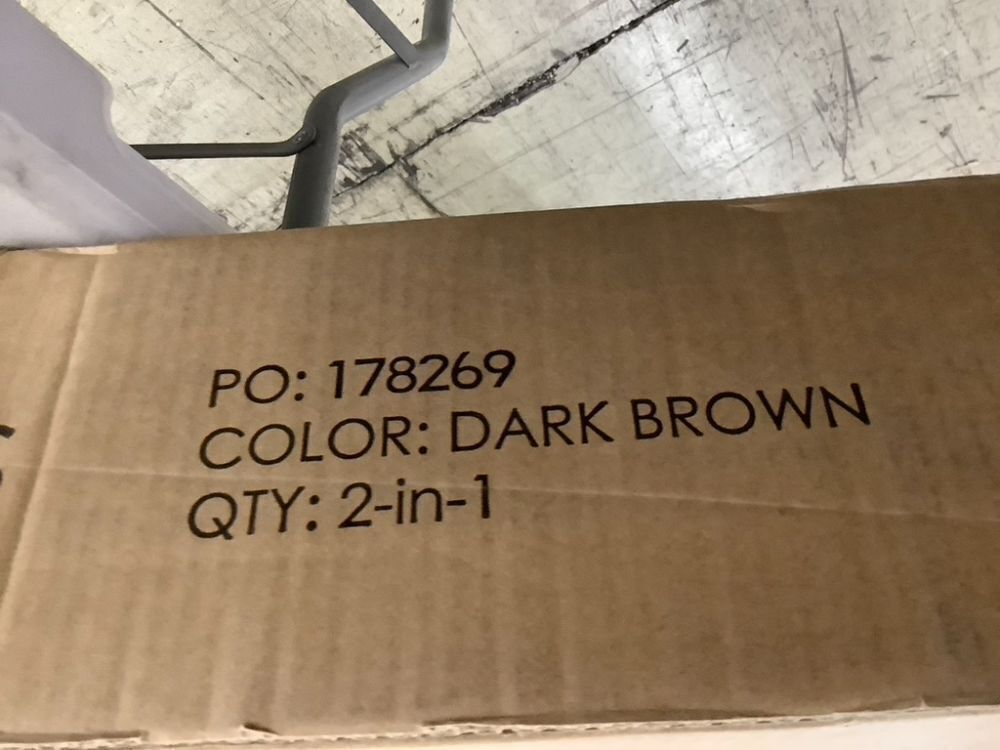 PO: 178269
COLOR: DARK BROWN
QTY: 2-in-1